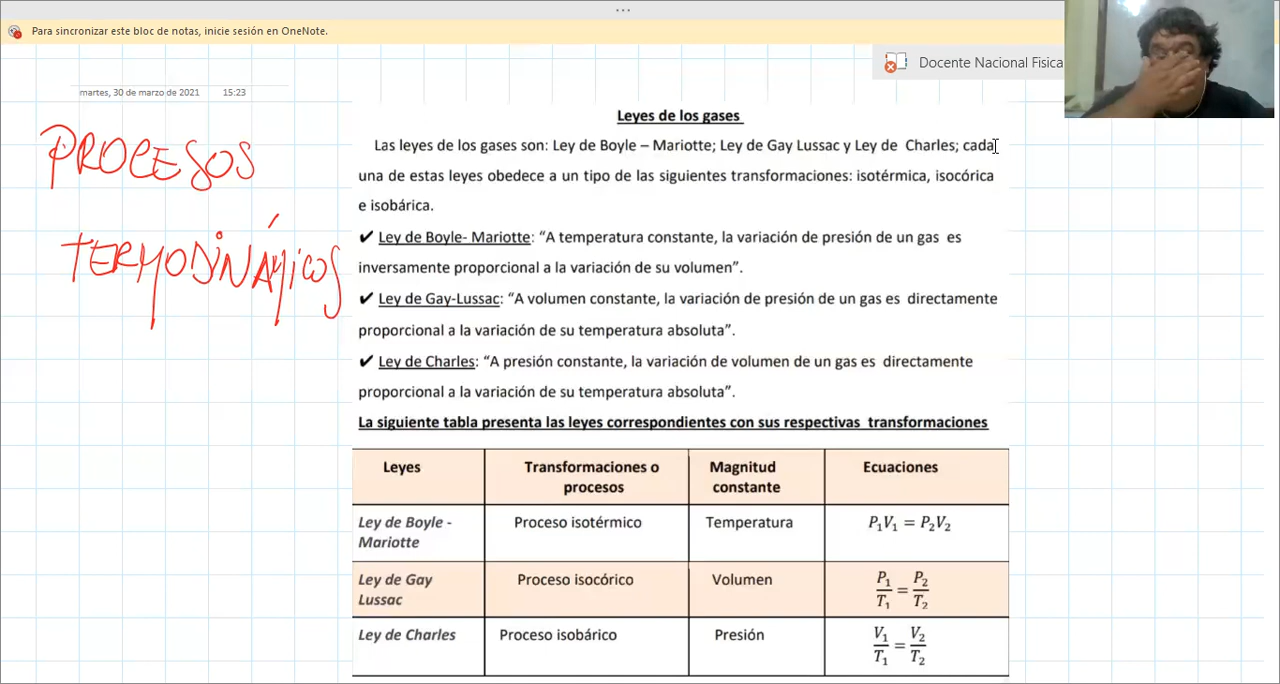 Para sincronizar este bloc de notas, inicie sesión en OneNote.
Docente Nacional Fisica
martes, 30 de marzo de 2021 15:23
PROCESOS
TERMODINÁMICOS
Leyes de los gases
Las leyes de los gases son: Ley de Boyle – Mariotte; Ley de Gay Lussac y Ley de Charles; cada
una de estas leyes obedece a un tipo de las siguientes transformaciones: isotérmica, isocórica
e isobárica.
✔ Ley de Boyle- Mariotte: “A temperatura constante, la variación de presión de un gas es
inversamente proporcional a la variación de su volumen”.
✔ Ley de Gay-Lussac: “A volumen constante, la variación de presión de un gas es directamente
proporcional a la variación de su temperatura absoluta”.
✔ Ley de Charles: “A presión constante, la variación de volumen de un gas es directamente
proporcional a la variación de su temperatura absoluta”.
La siguiente tabla presenta las leyes correspondientes con sus respectivas transformaciones
Leyes Transformaciones o procesos Magnitud constante Ecuaciones
Ley de Boyle - Mariotte Proceso isotérmico Temperatura P₁V₁ = P₂V₂
Ley de Gay Lussac Proceso isocórico Volumen P₁/T₁ = P₂/T₂
Ley de Charles Proceso isobárico Presión V₁/T₁ = V₂/T₂